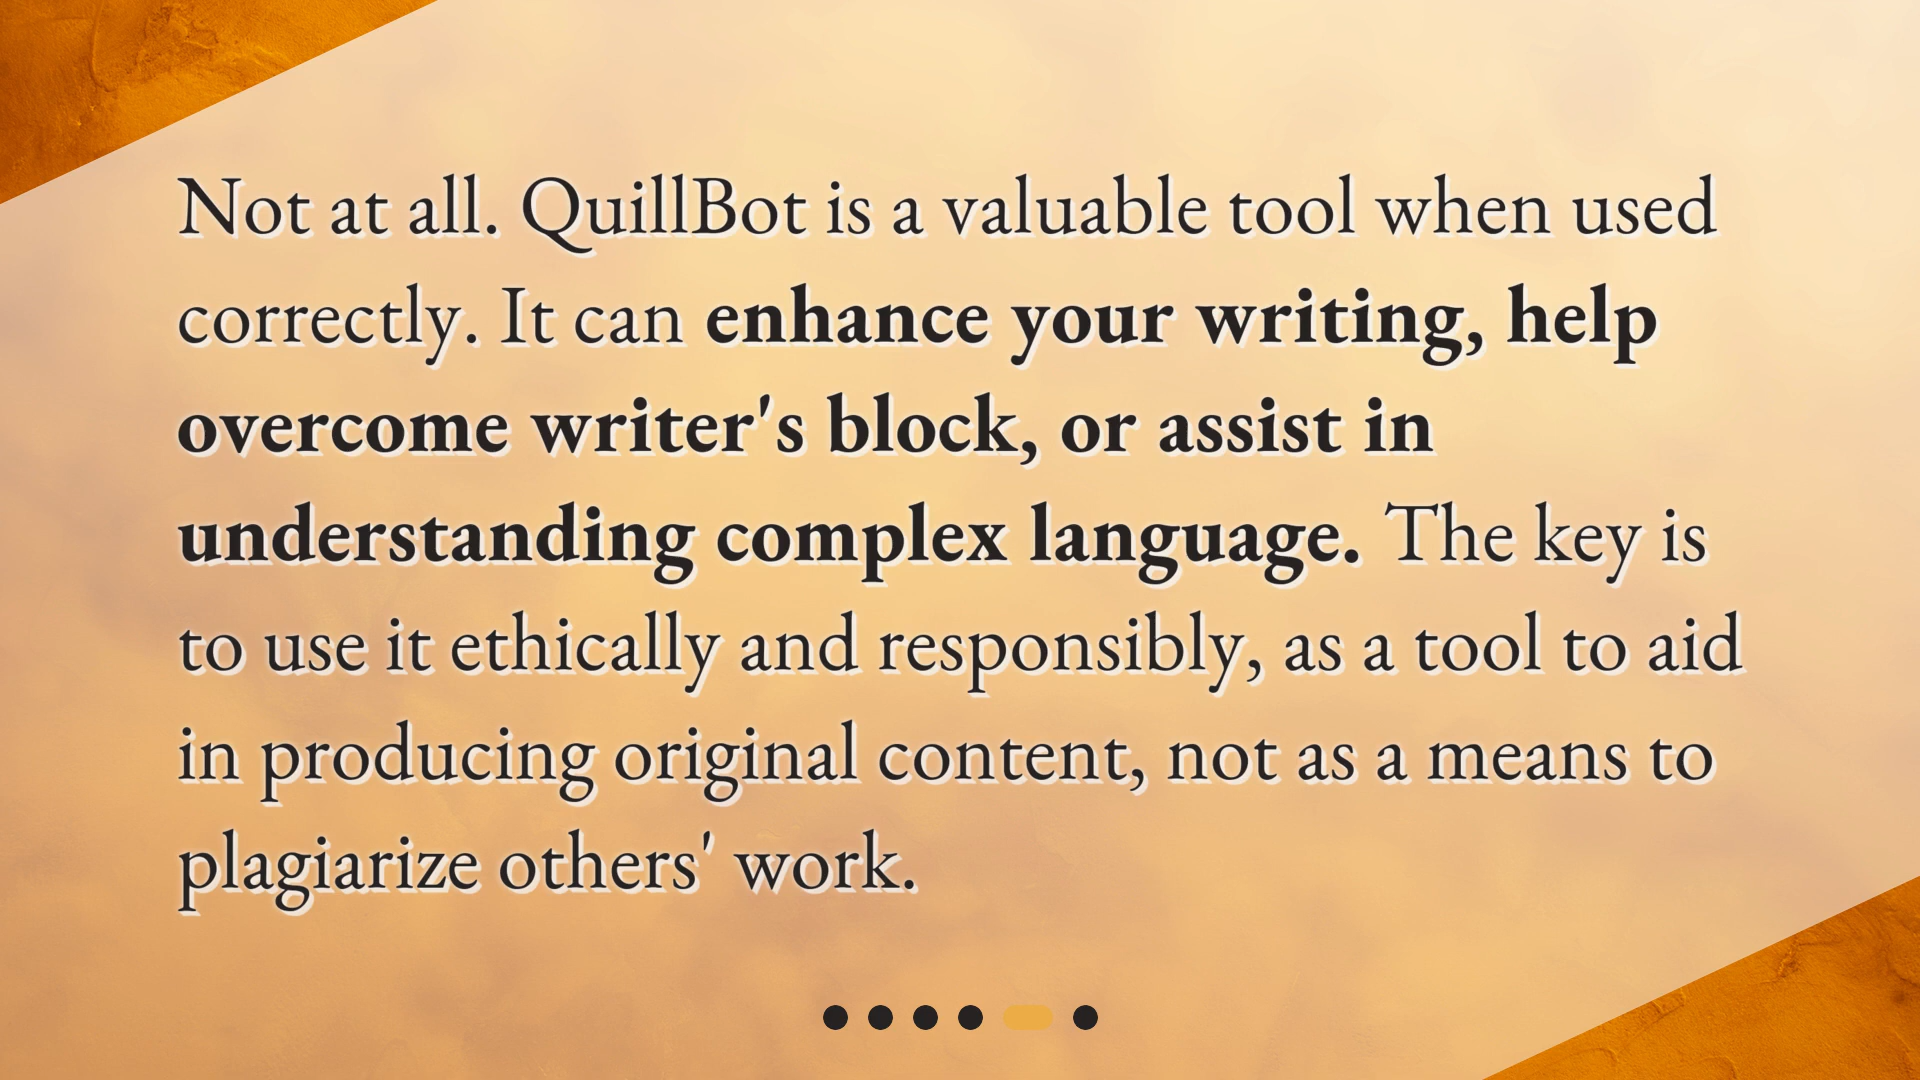 Not at all. QuillBot is a valuable tool when used
correctly. It can enhance your writing, help
overcome writer's block, or assist in
understanding complex language. The key is
to use it ethically and responsibly, as a tool to aid
in producing original content, not as a means to
plagiarize others' work.